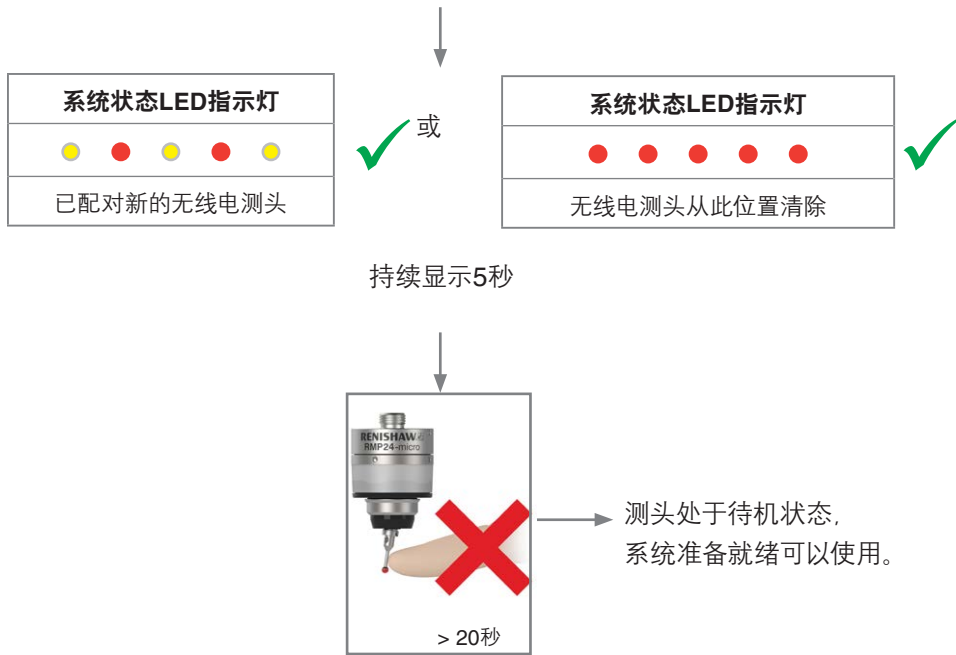 系统状态LED指示灯
已配对新的无线电测头
或
系统状态LED指示灯
无线电测头从此位置清除
持续显示5秒
RENISHAW
RMP24-micro
> 20秒
测头处于待机状态,
系统准备就绪可以使用。